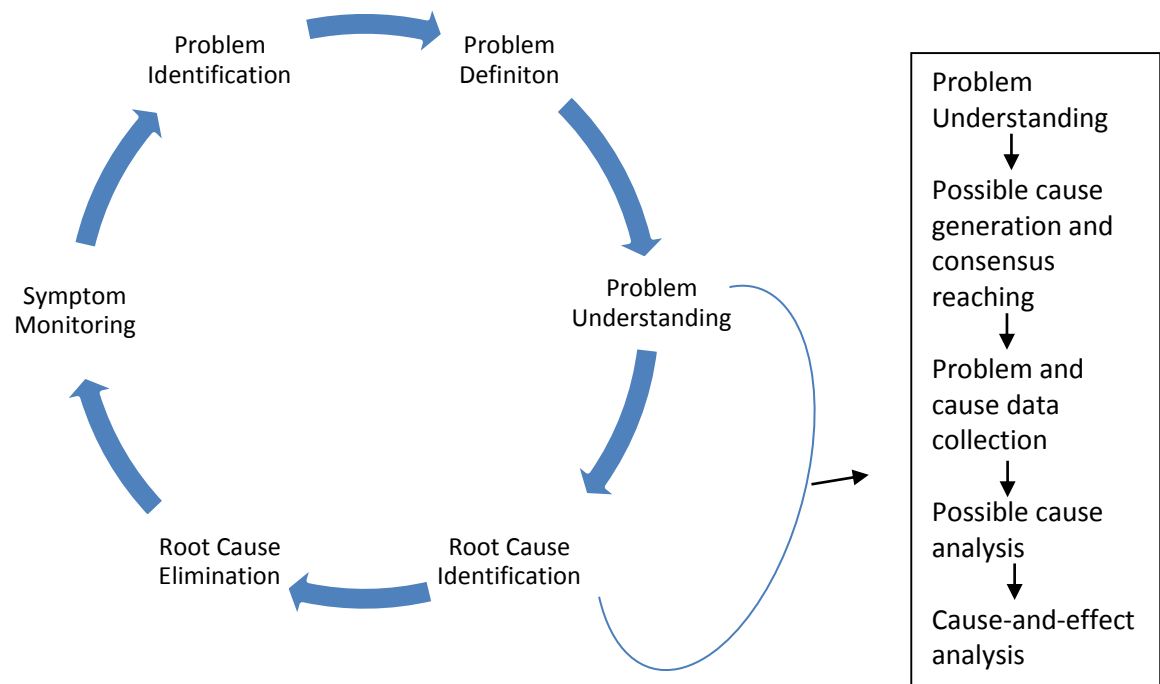 Problem
Identification
Problem
Definiton
Problem
Understanding
Root Cause
Identification
Root Cause
Elimination
Symptom
Monitoring
Problem
Understanding
Possible cause
generation and
consensus
reaching
Problem and
cause data
collection
Possible cause
analysis
Cause-and-effect
analysis